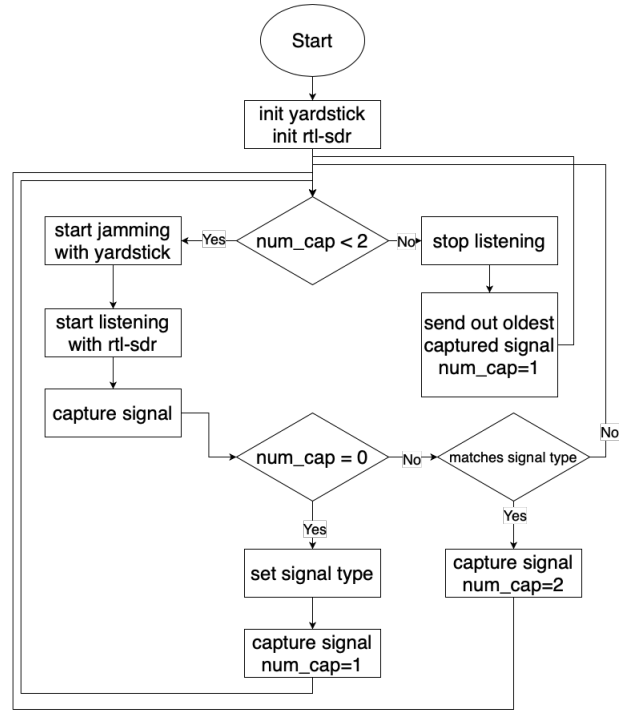 Start
init yardstick
init rtl-sdr
num_cap < 2
Yes
No
start jamming
with yardstick
stop listening
start listening
with rtl-sdr
send out oldest
captured signal
num_cap=1
capture signal
num_cap = 0
No
matches signal type
No
Yes
Yes
set signal type
capture signal
num_cap=2
capture signal
num_cap=1